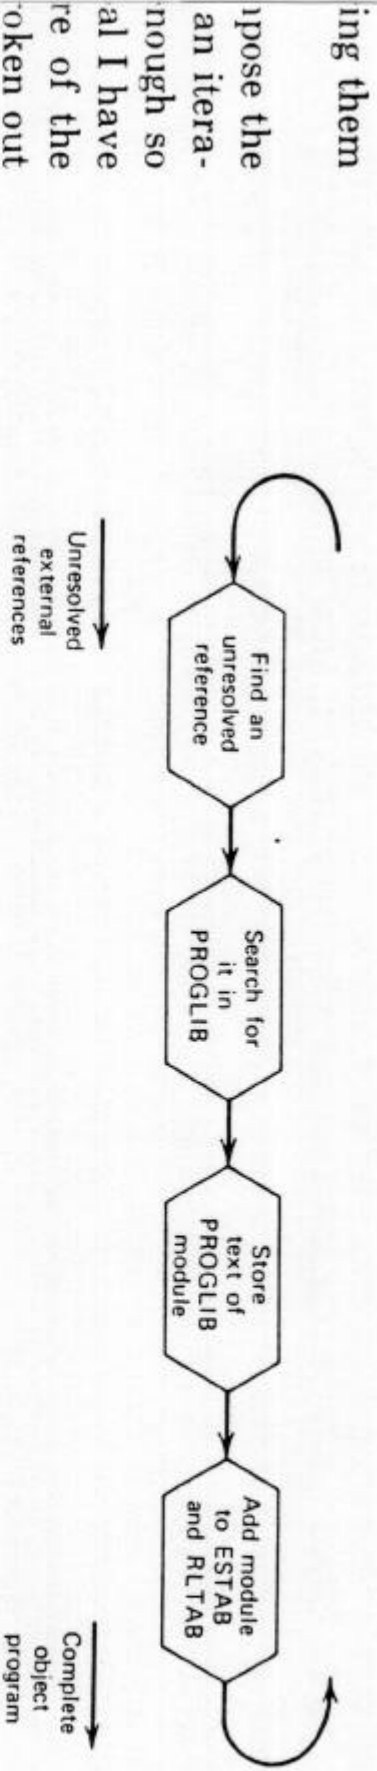 ing them
pose the
an itera-
nough so
al I have
re of the
oken out
Find an
unresolved
reference
Search for
it in
PROGLIB
Store
text of
PROGLIB
module
Add module
to ESTAB
and RLTAB
Unresolved
external
references
Complete
object
program